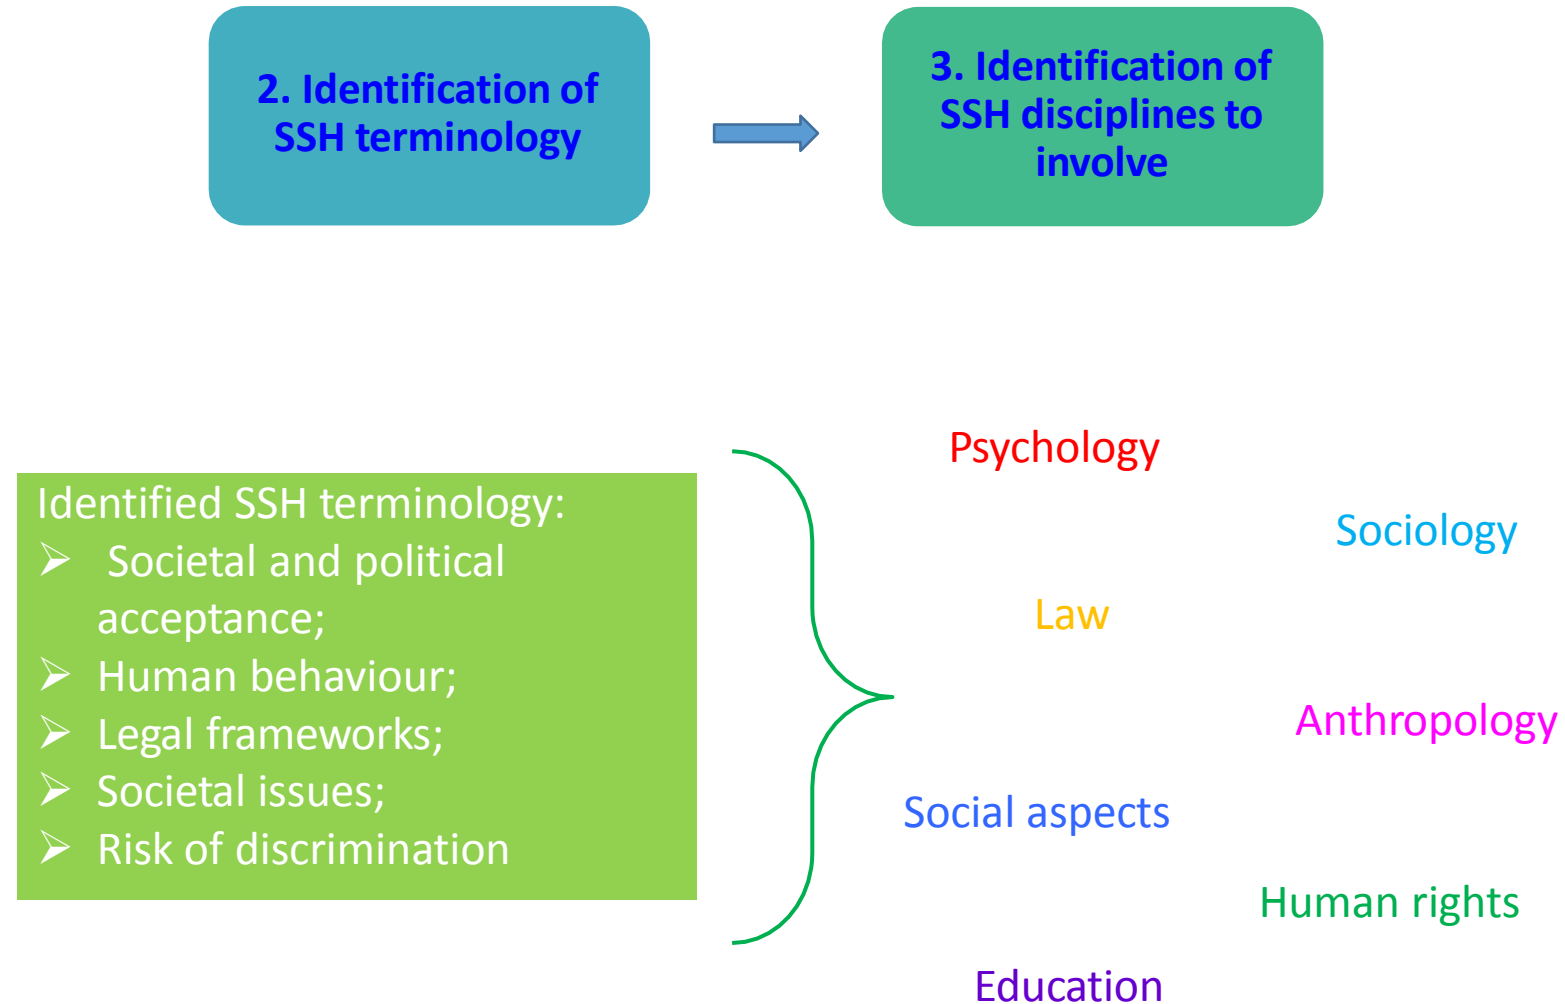 2. Identification of
SSH terminology
3. Identification of
SSH disciplines to
involve
Identified SSH terminology:
➢ Societal and political
acceptance;
➢ Human behaviour;
➢ Legal frameworks;
➢ Societal issues;
➢ Risk of discrimination
Psychology
Sociology
Law
Anthropology
Social aspects
Human rights
Education